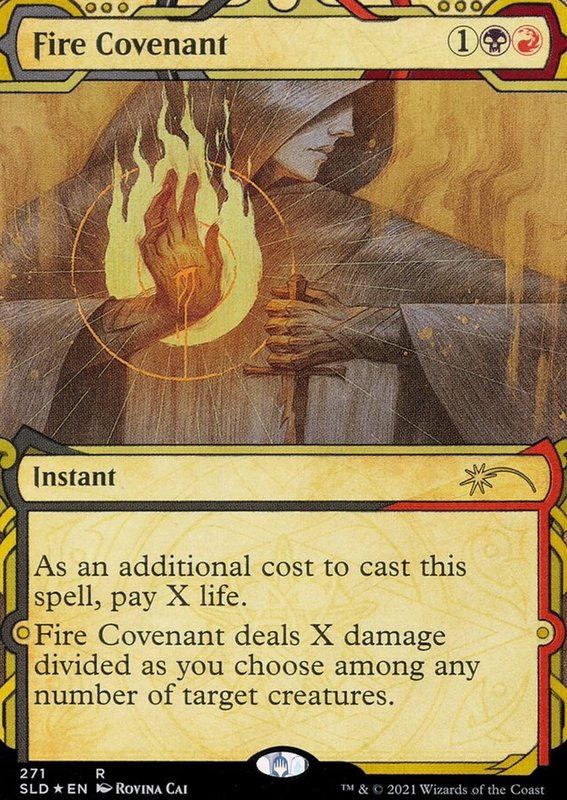 Fire Covenant 1
Instant
As an additional cost to cast this
spell, pay X life.
Fire Covenant deals X damage
divided as you choose among any
number of target creatures.
271 R
SLD★EN Rovina Cai ™ & © 2021 Wizards of the Coast